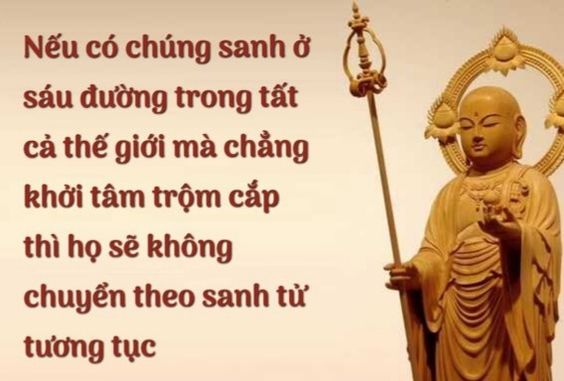 Nếu có chúng sanh ở
sáu đường trong tất
cả thế giới mà chẳng
khởi tâm trộm cắp
thì họ sẽ không
chuyển theo sanh tử
tương tục